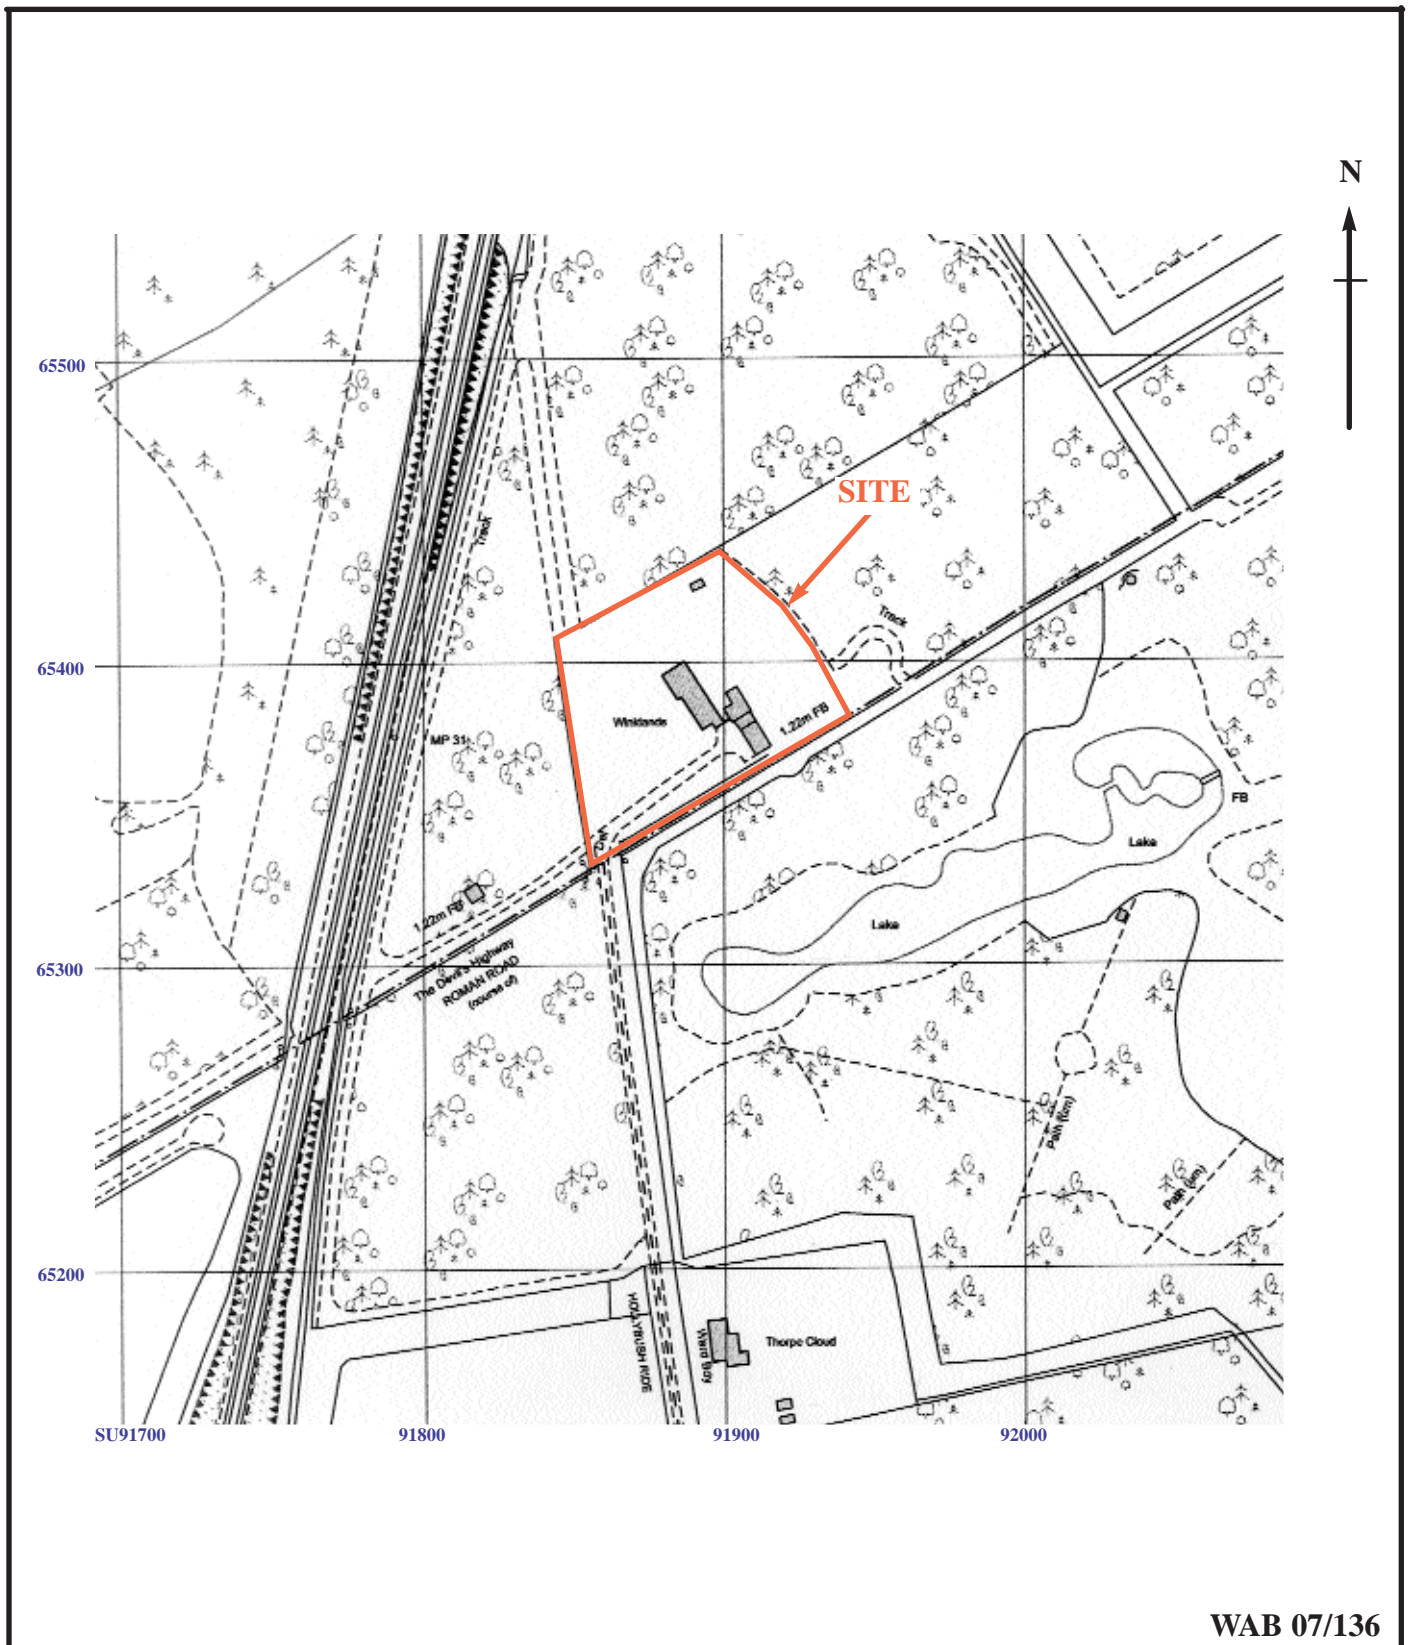 N
65500
SITE
Track
65400
Track
Winklands
1.22m FB
MP 31
FB
Lake
1.22m FB
Lake
65300
The Devil's Highway
ROMAN ROAD
(course of)
Path (um)
Path (um)
65200
HOLLYBUSH RIDE
Ward Bdy
Thorpe Cloud
SU91700
91800
91900
92000
WAB 07/136